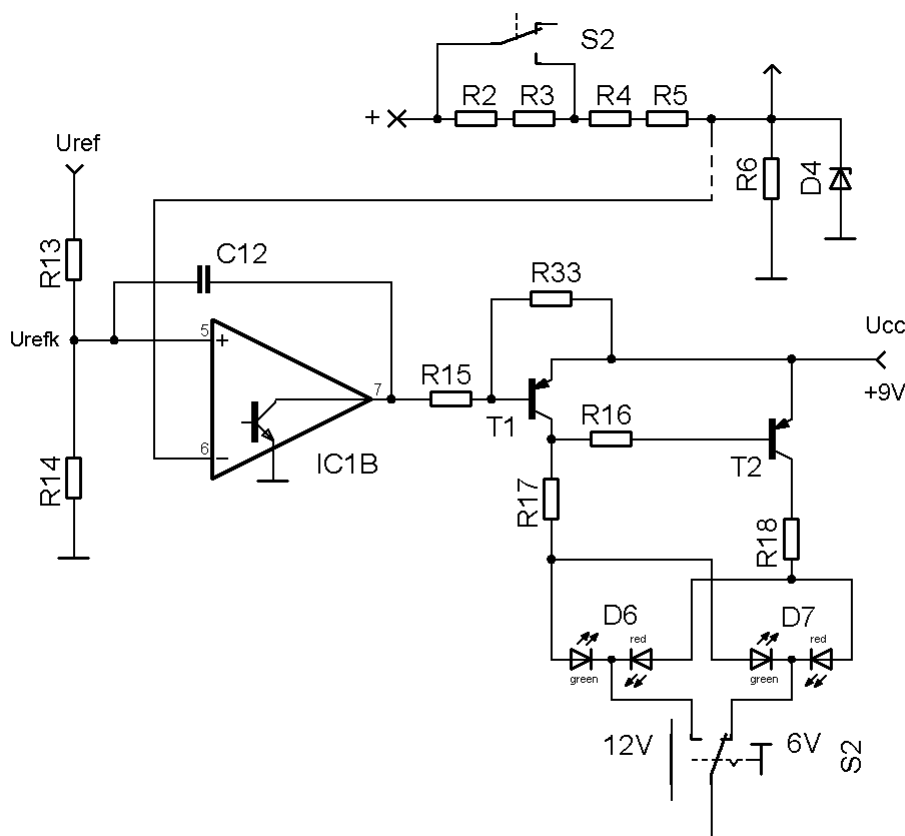 S2
R2 R3 R4 R5
+
Uref
R6
D4
R13
C12
R33
Urefk
5
+
Ucc
7
R15
+9V
T1
R16
6
−
IC1B
T2
R14
R17
R18
D6
D7
red
red
green
green
12V
6V
S2